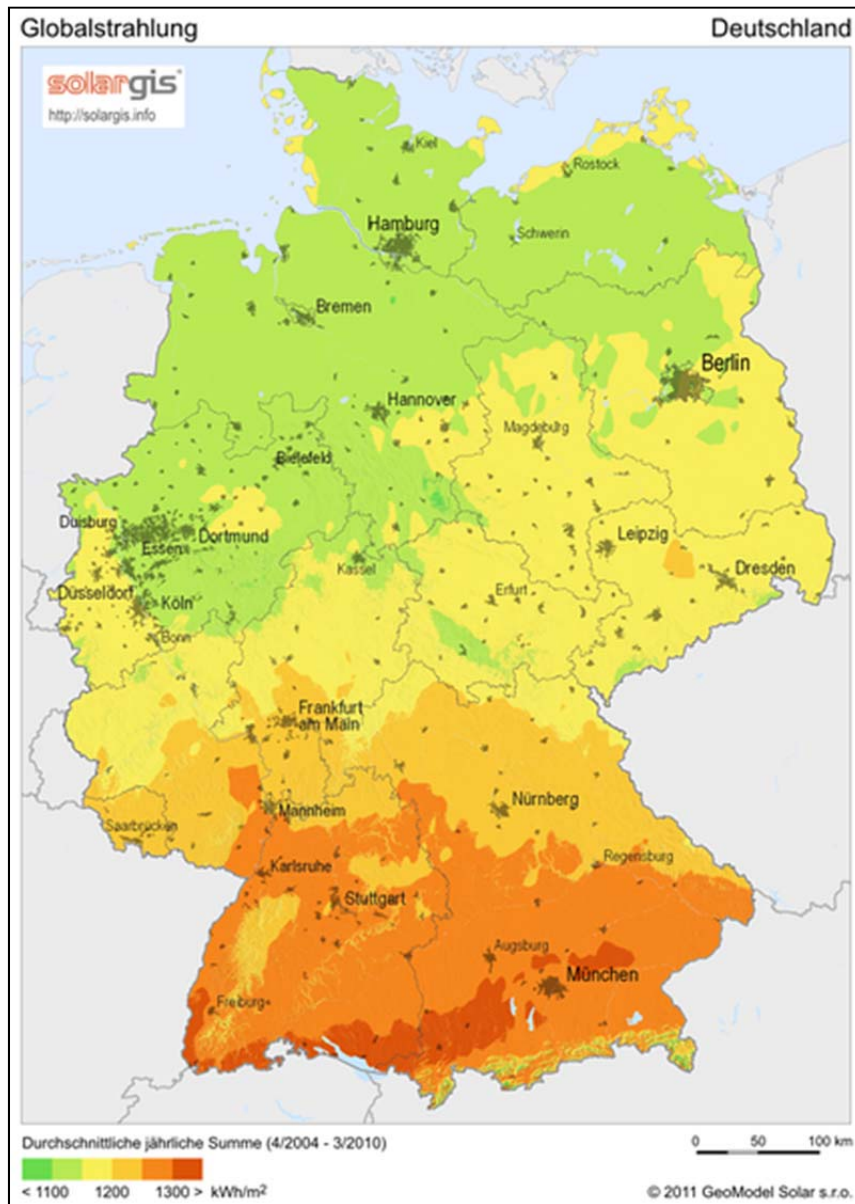 Globalstrahlung Deutschland
solargis
http://solargis.info
Kiel
Rostock
Hamburg
Schwerin
Bremen
Berlin
Hannover
Magdeburg
Bielefeld
Duisburg
Dortmund
Essen
Leipzig
Kassel
Dresden
Düsseldorf
Köln
Erfurt
Bonn
Frankfurt
am Main
Mannheim
Nürnberg
Saarbrücken
Karlsruhe
Regensburg
Stuttgart
Augsburg
München
Freiburg
Durchschnittliche jährliche Summe (4/2004 - 3/2010)
0 50 100 km
< 1100 1200 1300 > kWh/m²
© 2011 GeoModel Solar s.r.o.